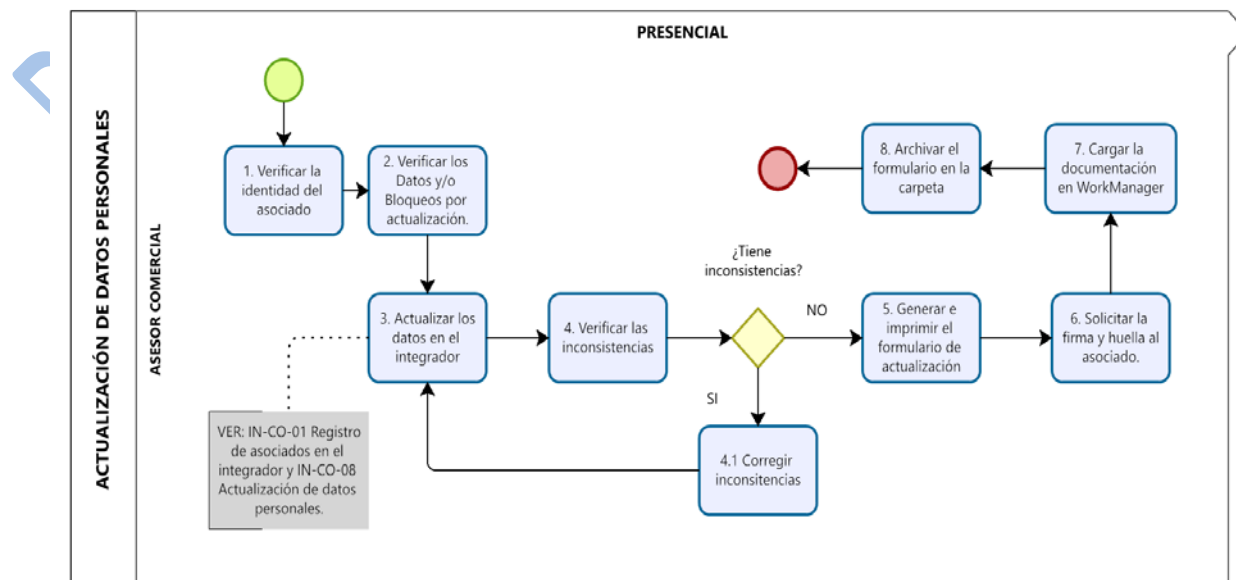 PRESENCIAL
ACTUALIZACIÓN DE DATOS PERSONALES
ASESOR COMERCIAL
1. Verificar la
identidad del
asociado
2. Verificar los
Datos y/o
Bloqueos por
actualización.
8. Archivar el
formulario en la
carpeta
7. Cargar la
documentación
en WorkManager
3. Actualizar los
datos en el
integrador
4. Verificar las
inconsistencias
¿Tiene
inconsistencias?
NO
SI
5. Generar e
imprimir el
formulario de
actualización
6. Solicitar la
firma y huella al
asociado.
4.1 Corregir
inconsitencias
VER: IN-CO-01 Registro
de asociados en el
integrador y IN-CO-08
Actualización de datos
personales.